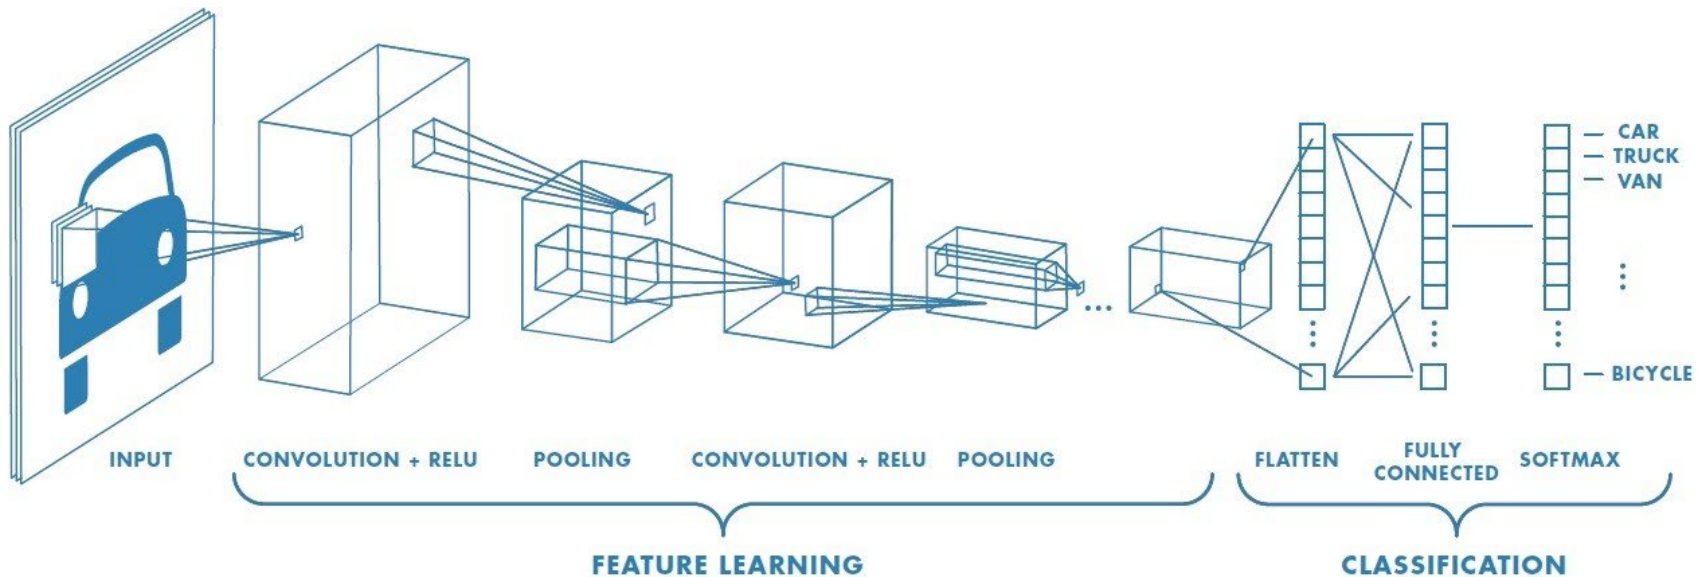 CAR
TRUCK
VAN
BICYCLE
INPUT
CONVOLUTION + RELU
POOLING
CONVOLUTION + RELU
POOLING
FLATTEN
FULLY
CONNECTED
SOFTMAX
FEATURE LEARNING
CLASSIFICATION